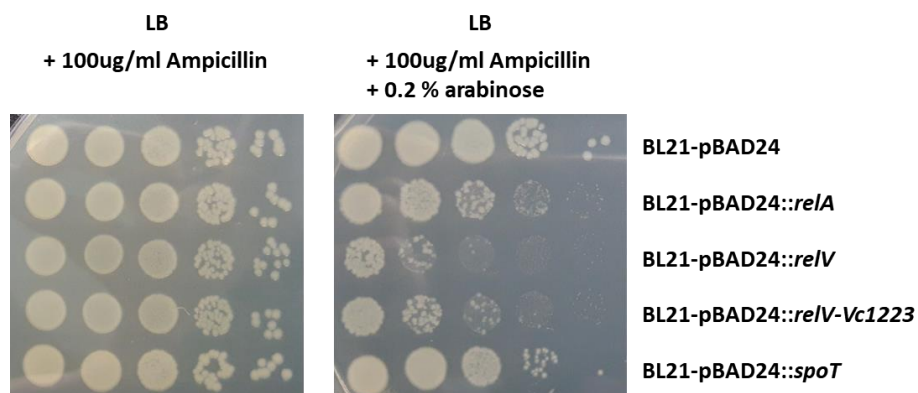 LB
+ 100ug/ml Ampicillin
LB
+ 100ug/ml Ampicillin
+ 0.2 % arabinose
BL21-pBAD24
BL21-pBAD24::relA
BL21-pBAD24::relV
BL21-pBAD24::relV-Vc1223
BL21-pBAD24::spoT